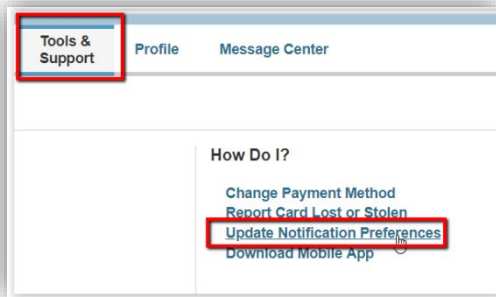 Tools &
Support
Profile
Message Center
How Do I?
Change Payment Method
Report Card Lost or Stolen
Update Notification Preferences
Download Mobile App